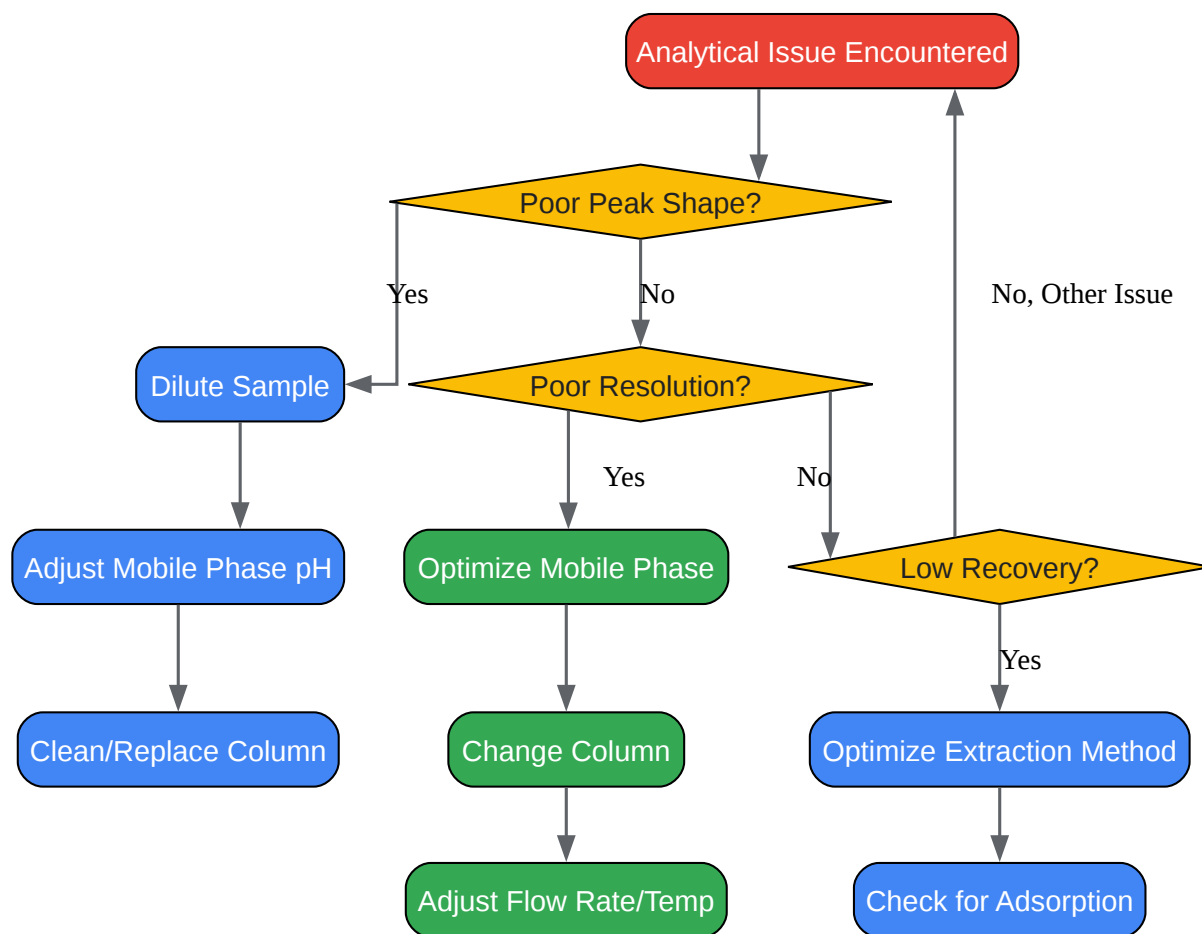 Analytical Issue Encountered
Poor Peak Shape?
Yes
No
No, Other Issue
Dilute Sample
Poor Resolution?
Yes
No
Adjust Mobile Phase pH
Optimize Mobile Phase
Low Recovery?
Yes
Clean/Replace Column
Change Column
Optimize Extraction Method
Adjust Flow Rate/Temp
Check for Adsorption